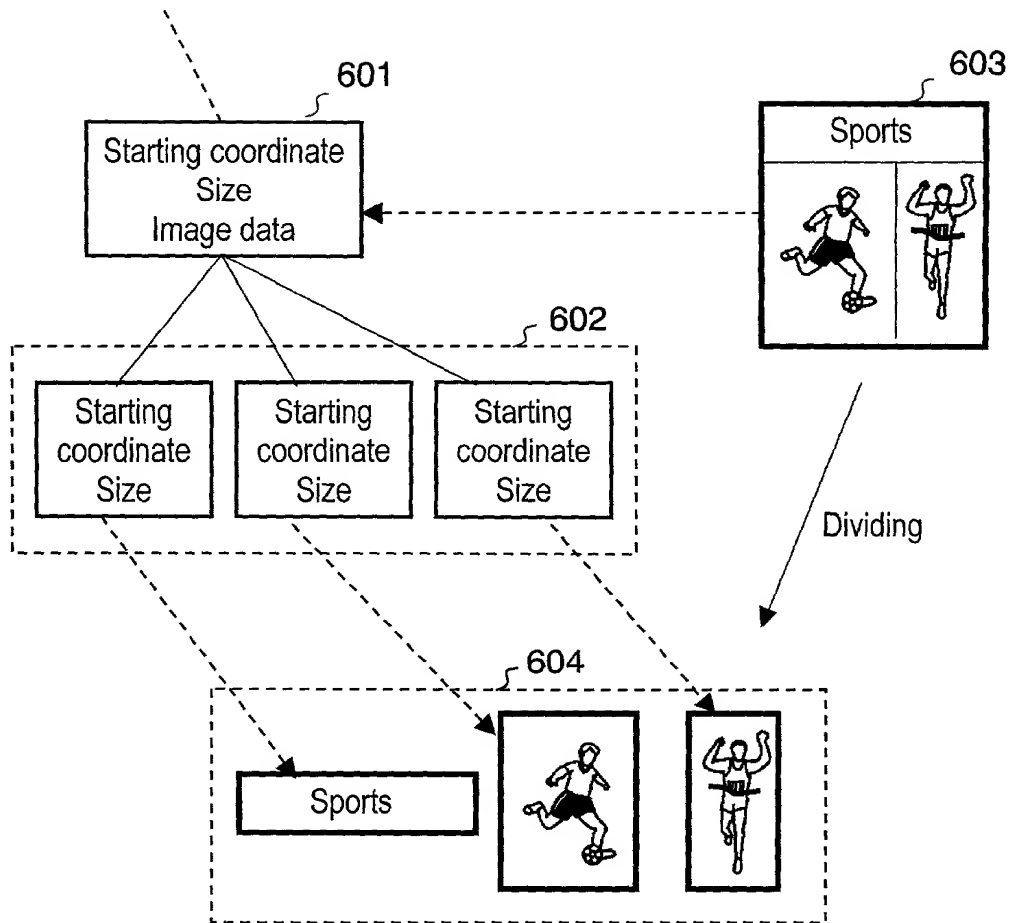 601
603
Starting coordinate
Size
Image data
Sports
602
Starting
coordinate
Size
Starting
coordinate
Size
Starting
coordinate
Size
Dividing
604
Sports